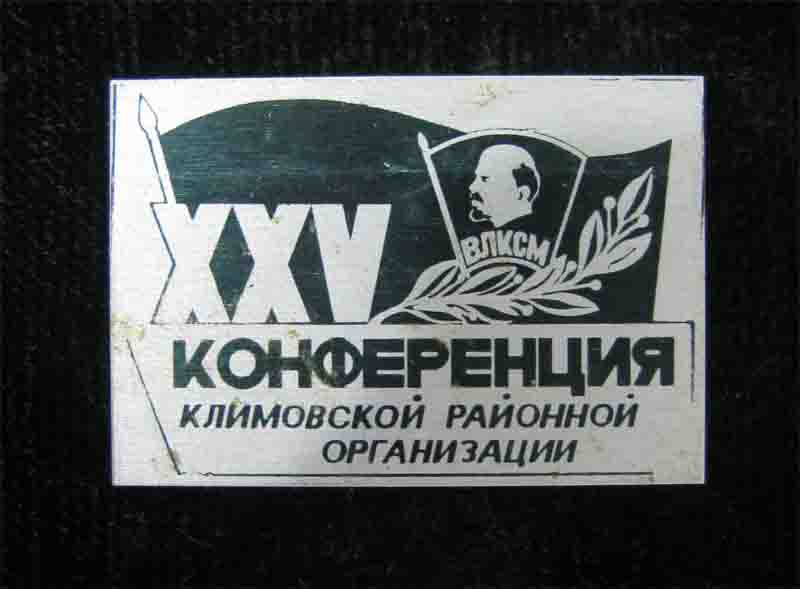 XXV
ВЛКСМ
КОНФЕРЕНЦИЯ
КЛИМОВСКОЙ РАЙОННОЙ
ОРГАНИЗАЦИИ